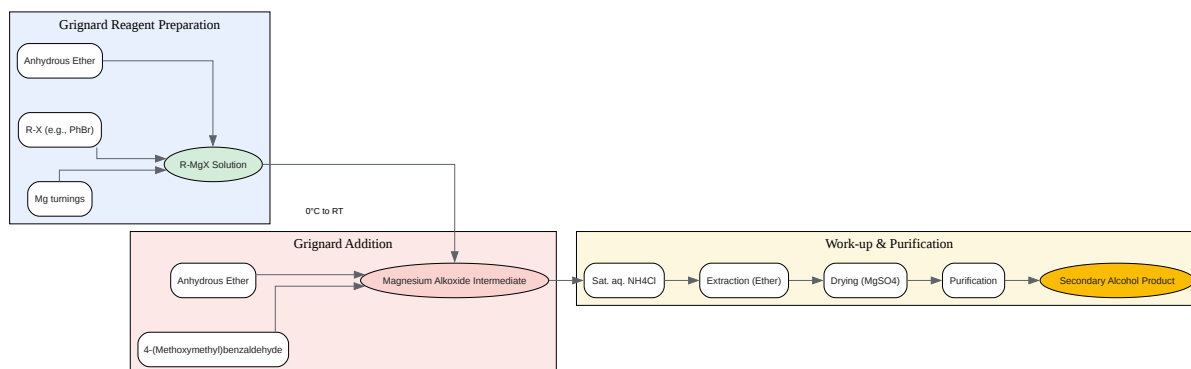 Grignard Reagent Preparation
Anhydrous Ether
R-X (e.g., PhBr)
R-MgX Solution
Mg turnings
0°C to RT
Grignard Addition
Anhydrous Ether
Magnesium Alkoxide Intermediate
4-(Methoxymethyl)benzaldehyde
Work-up & Purification
Sat. aq. NH4Cl
Extraction (Ether)
Drying (MgSO4)
Purification
Secondary Alcohol Product